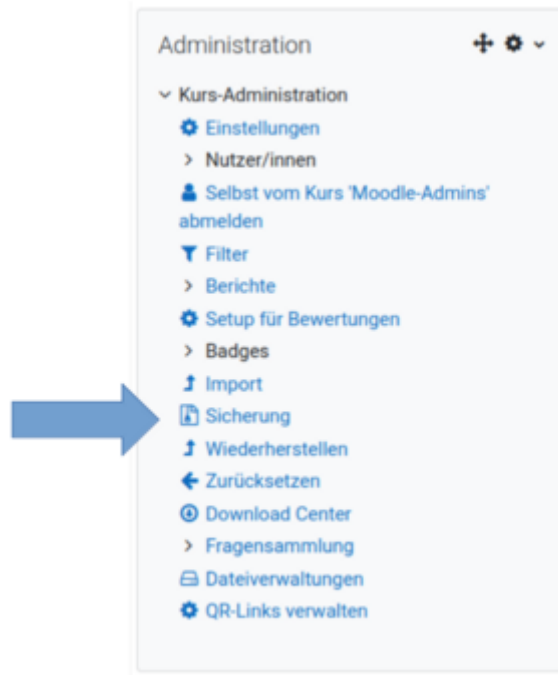 Administration
Kurs-Administration
Einstellungen
Nutzer/innen
Selbst vom Kurs 'Moodle-Admins'
abmelden
Filter
Berichte
Setup für Bewertungen
Badges
Import
Sicherung
Wiederherstellen
Zurücksetzen
Download Center
Fragensammlung
Dateiverwaltungen
QR-Links verwalten